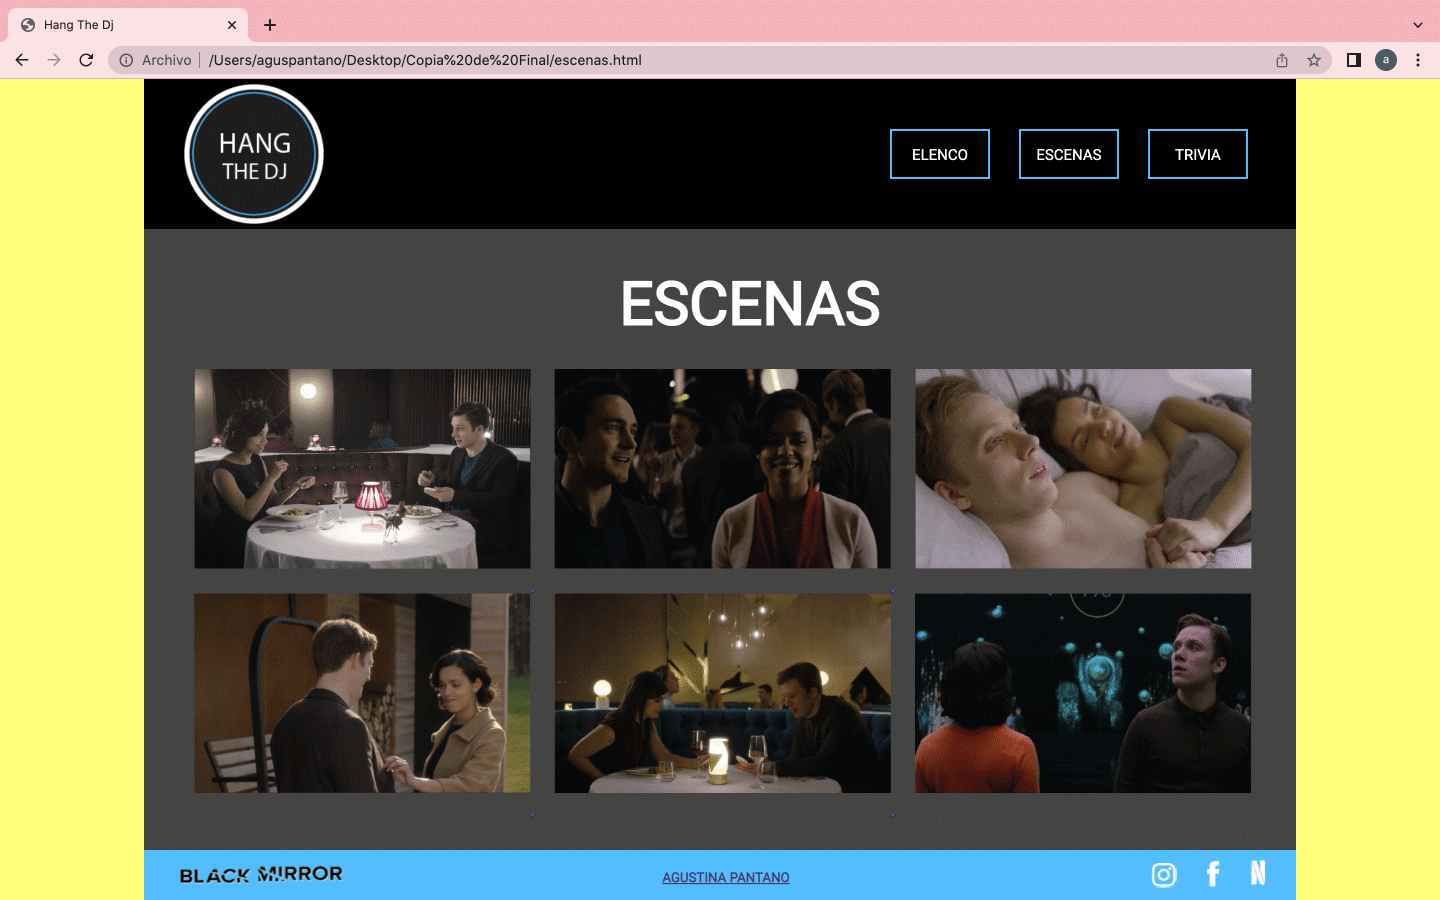 Hang The Dj
Archivo
/Users/aguspantano/Desktop/Copia%20de%20Final/escenas.html
a
HANG
THE DJ
ELENCO
ESCENAS
TRIVIA
ESCENAS
BLACK MIRROR
AGUSTINA PANTANO